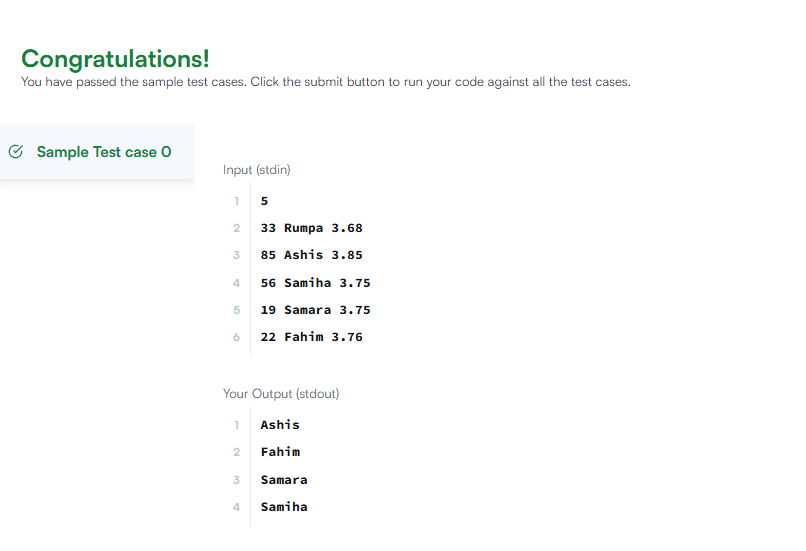 Congratulations!
You have passed the sample test cases. Click the submit button to run your code against all the test cases.
Sample Test case 0
Input (stdin)
1 5
2 33 Rumpa 3.68
3 85 Ashis 3.85
4 56 Samiha 3.75
5 19 Samara 3.75
6 22 Fahim 3.76
Your Output (stdout)
1 Ashis
2 Fahim
3 Samara
4 Samiha